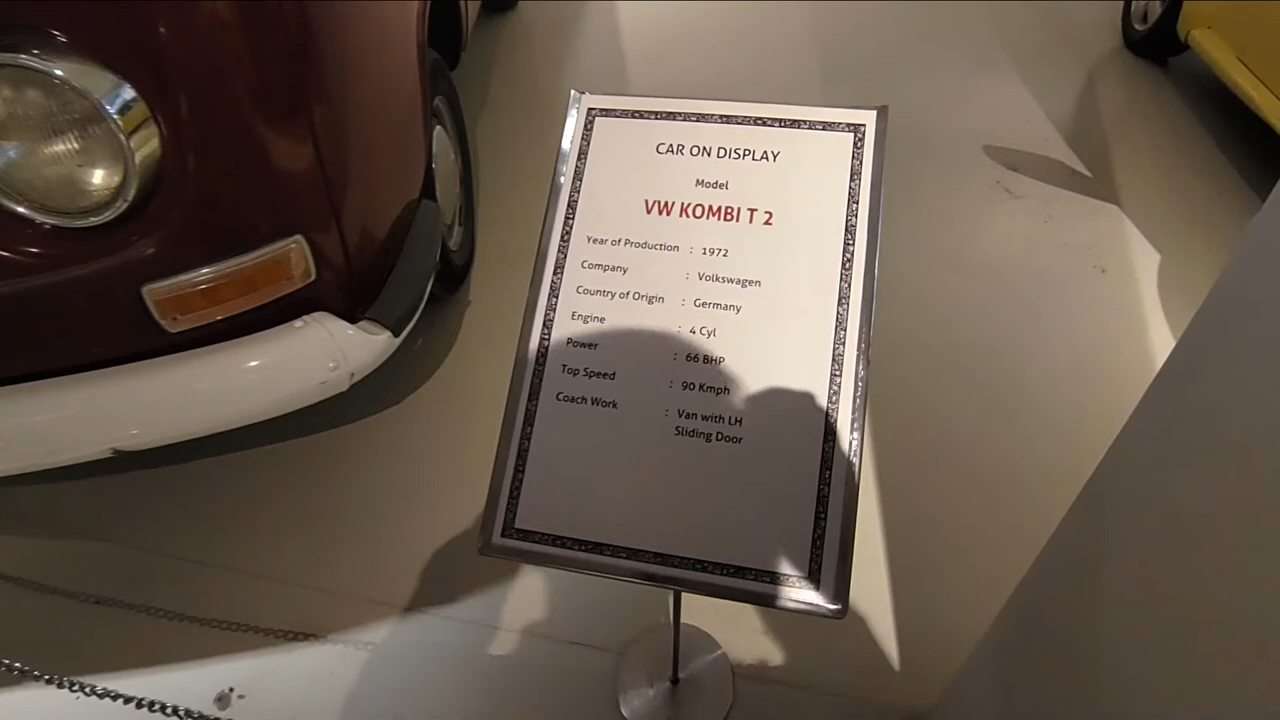 CAR ON DISPLAY
Model
VW KOMBI T 2
Year of Production : 1972
Company : Volkswagen
Country of Origin : Germany
Engine : 4 Cyl
Power : 66 BHP
Top Speed : 90 Kmph
Coach Work : Van with LH
Sliding Door